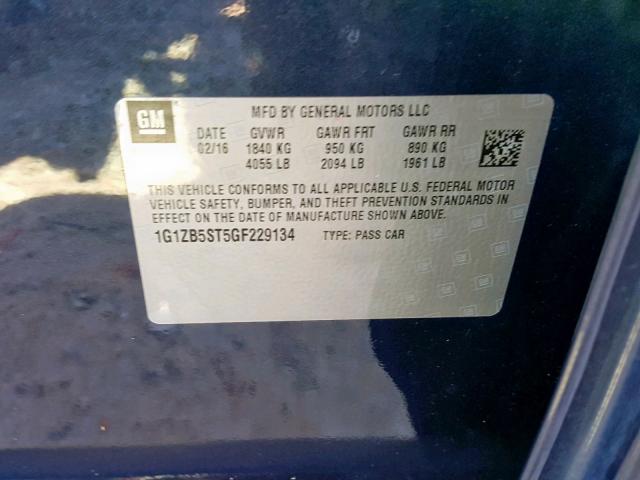 GM
MFD BY GENERAL MOTORS LLC
DATE GVWR GAWR FRT GAWR RR
02/16 1840 KG 950 KG 890 KG
4055 LB 2094 LB 1961 LB
THIS VEHICLE CONFORMS TO ALL APPLICABLE U.S. FEDERAL MOTOR
VEHICLE SAFETY, BUMPER, AND THEFT PREVENTION STANDARDS IN
EFFECT ON THE DATE OF MANUFACTURE SHOWN ABOVE.
1G1ZB5ST5GF229134 TYPE: PASS CAR